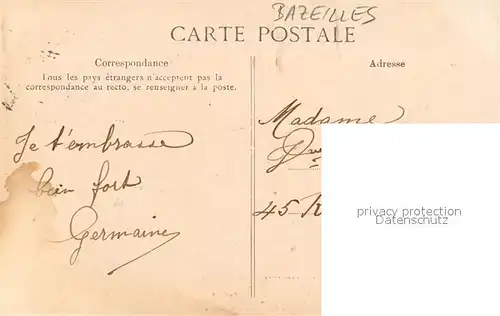 BAZEILLES
CARTE POSTALE
Correspondance
Tous les pays étrangers n'acceptent pas la
correspondance au recto, se renseigner à la poste.
Adresse
Je t'embrasse
bien fort
Germaine
Madame
45
privacy protection
Datenschutz